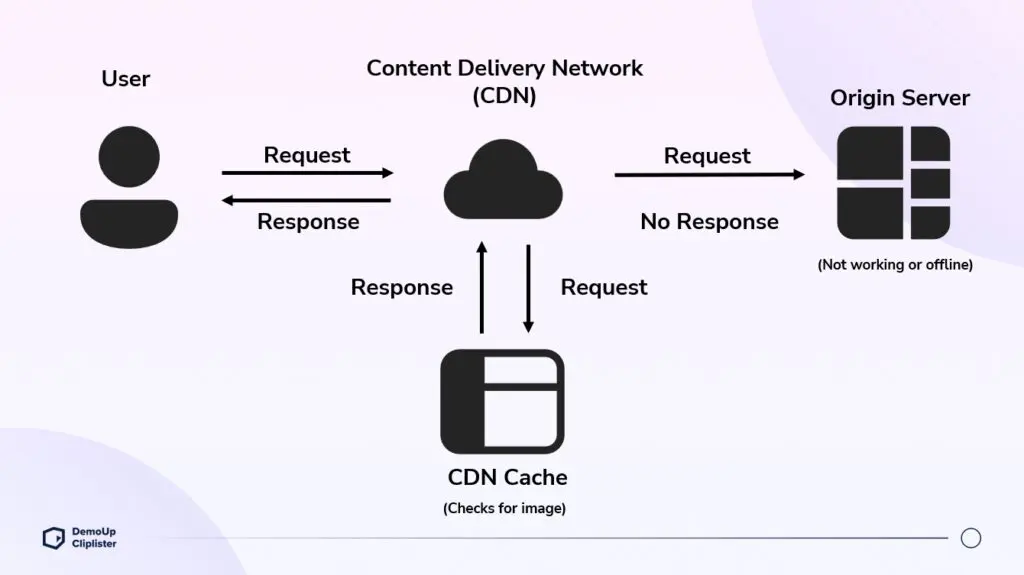 User
Content Delivery Network
(CDN)
Origin Server
Request
Response
Request
No Response
(Not working or offline)
Response
Request
CDN Cache
(Checks for image)
DemoUp
Cliplister